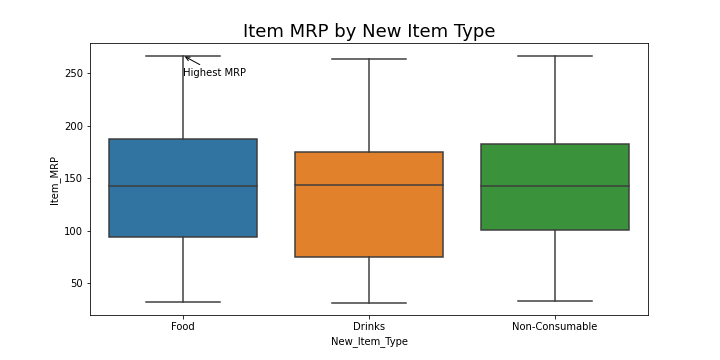 Item MRP by New Item Type
Highest MRP
250
200
150
100
50
Item_MRP
Food
Drinks
Non-Consumable
New_Item_Type